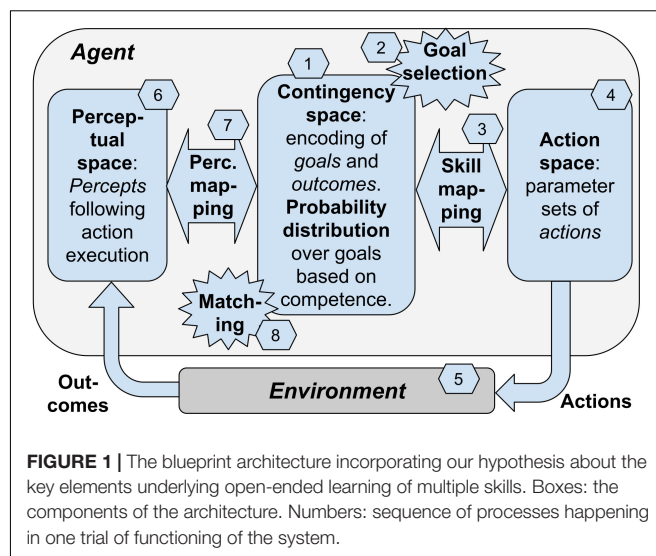 Agent
2
Goal
selection
1
Contingency
space:
encoding of
goals and
outcomes.
Probability
distribution
over goals
based on
competence.
6
Percep-
tual
space:
Percepts
following
action
execution
7
Perc.
map-
ping
3
Skill
map-
ping
4
Action
space:
parameter
sets of
actions
Match-
ing
8
Out-
comes
Environment
5
Actions
FIGURE 1 | The blueprint architecture incorporating our hypothesis about the
key elements underlying open-ended learning of multiple skills. Boxes: the
components of the architecture. Numbers: sequence of processes happening
in one trial of functioning of the system.